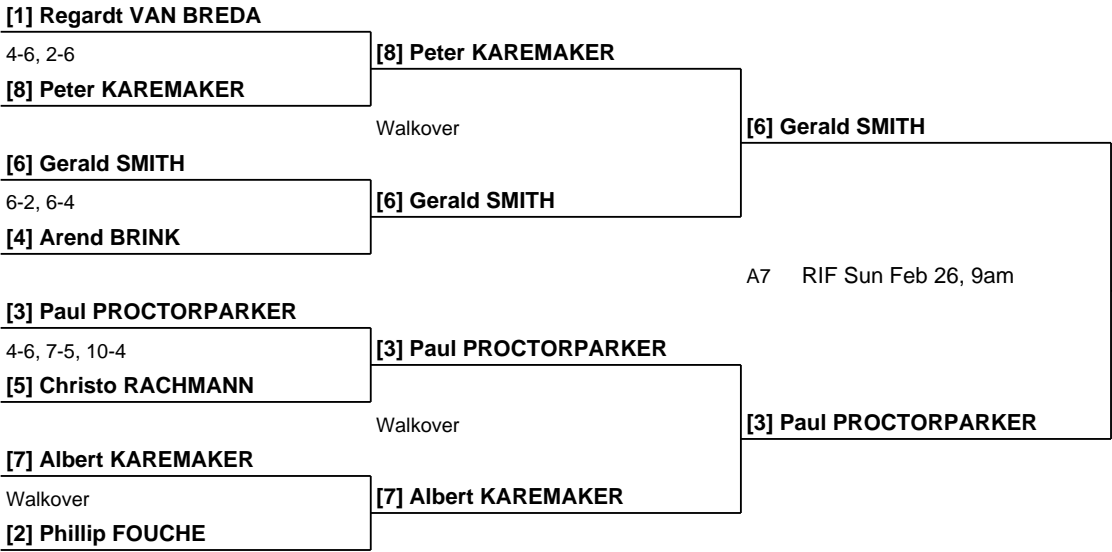 [1] Regardt VAN BREDA
4-6, 2-6
[8] Peter KAREMAKER
[8] Peter KAREMAKER
Walkover
[6] Gerald SMITH
[6] Gerald SMITH
6-2, 6-4
[6] Gerald SMITH
[4] Arend BRINK
A7 RIF Sun Feb 26, 9am
[3] Paul PROCTORPARKER
4-6, 7-5, 10-4
[3] Paul PROCTORPARKER
[5] Christo RACHMANN
Walkover
[3] Paul PROCTORPARKER
[7] Albert KAREMAKER
Walkover
[7] Albert KAREMAKER
[2] Phillip FOUCHE